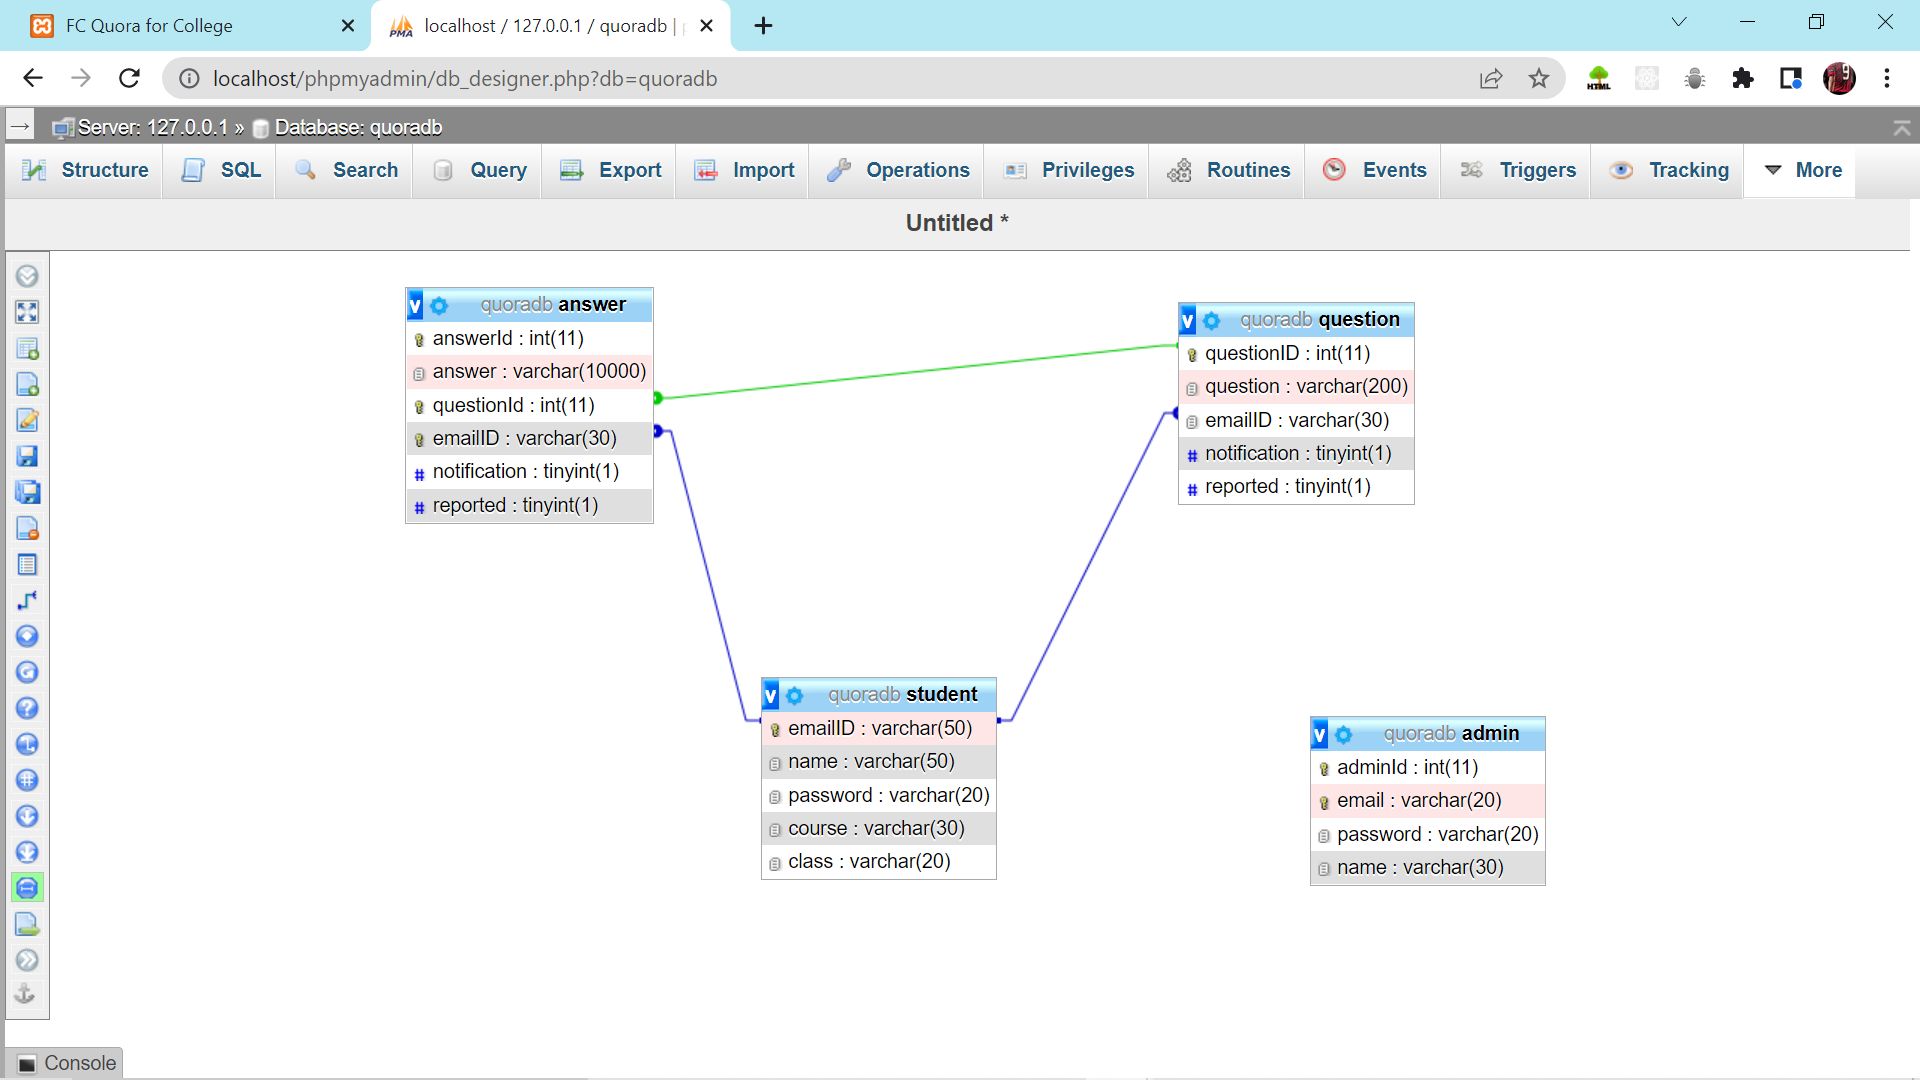 FC Quora for College
localhost / 127.0.0.1 / quoradb |
localhost/phpmyadmin/db_designer.php?db=quoradb
HTML
Server: 127.0.0.1 » Database: quoradb
Structure SQL Search Query Export Import Operations Privileges Routines Events Triggers Tracking More
Untitled *
v quoradb answer
answerId : int(11)
answer : varchar(10000)
questionId : int(11)
emailID : varchar(30)
notification : tinyint(1)
reported : tinyint(1)
v quoradb question
questionID : int(11)
question : varchar(200)
emailID : varchar(30)
notification : tinyint(1)
reported : tinyint(1)
v quoradb student
emailID : varchar(50)
name : varchar(50)
password : varchar(20)
course : varchar(30)
class : varchar(20)
v quoradb admin
adminId : int(11)
email : varchar(20)
password : varchar(20)
name : varchar(30)
Console